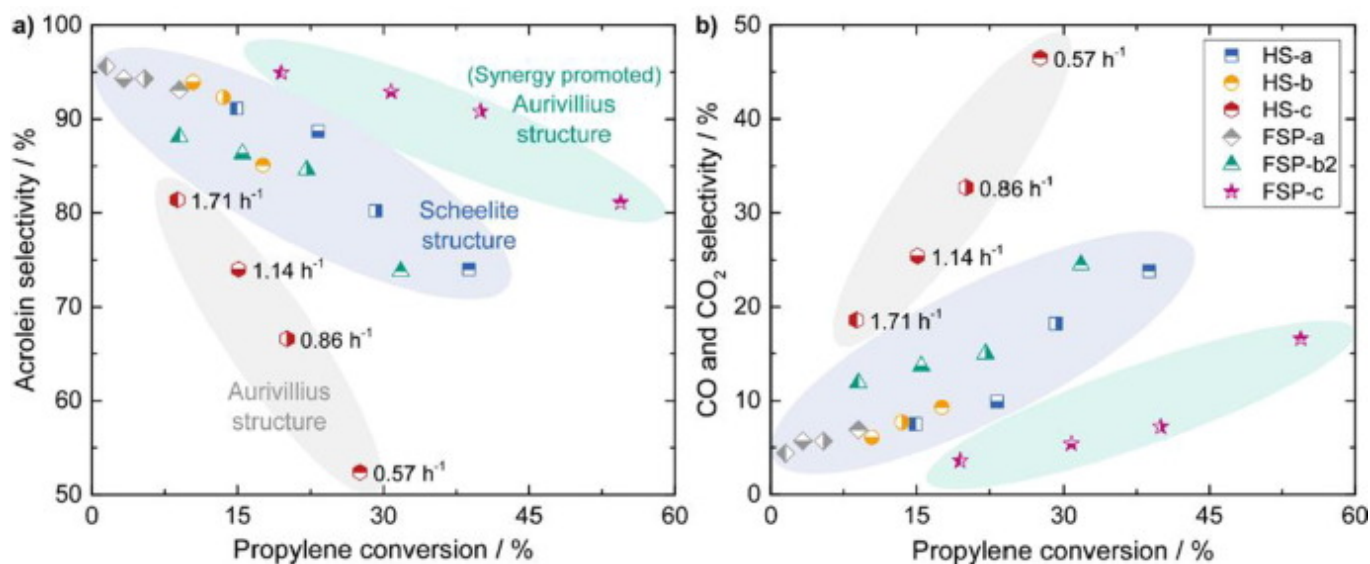 a)
100
90
80
70
60
50
Acrolein selectivity / %
0
15
30
45
60
Propylene conversion / %
(Synergy promoted)
Aurivillius
structure
Scheelite
structure
Aurivillius
structure
1.71 h⁻¹
1.14 h⁻¹
0.86 h⁻¹
0.57 h⁻¹
b)
50
40
30
20
10
0
CO and CO₂ selectivity / %
0
15
30
45
60
Propylene conversion / %
0.57 h⁻¹
0.86 h⁻¹
1.14 h⁻¹
1.71 h⁻¹
HS-a
HS-b
HS-c
FSP-a
FSP-b2
FSP-c